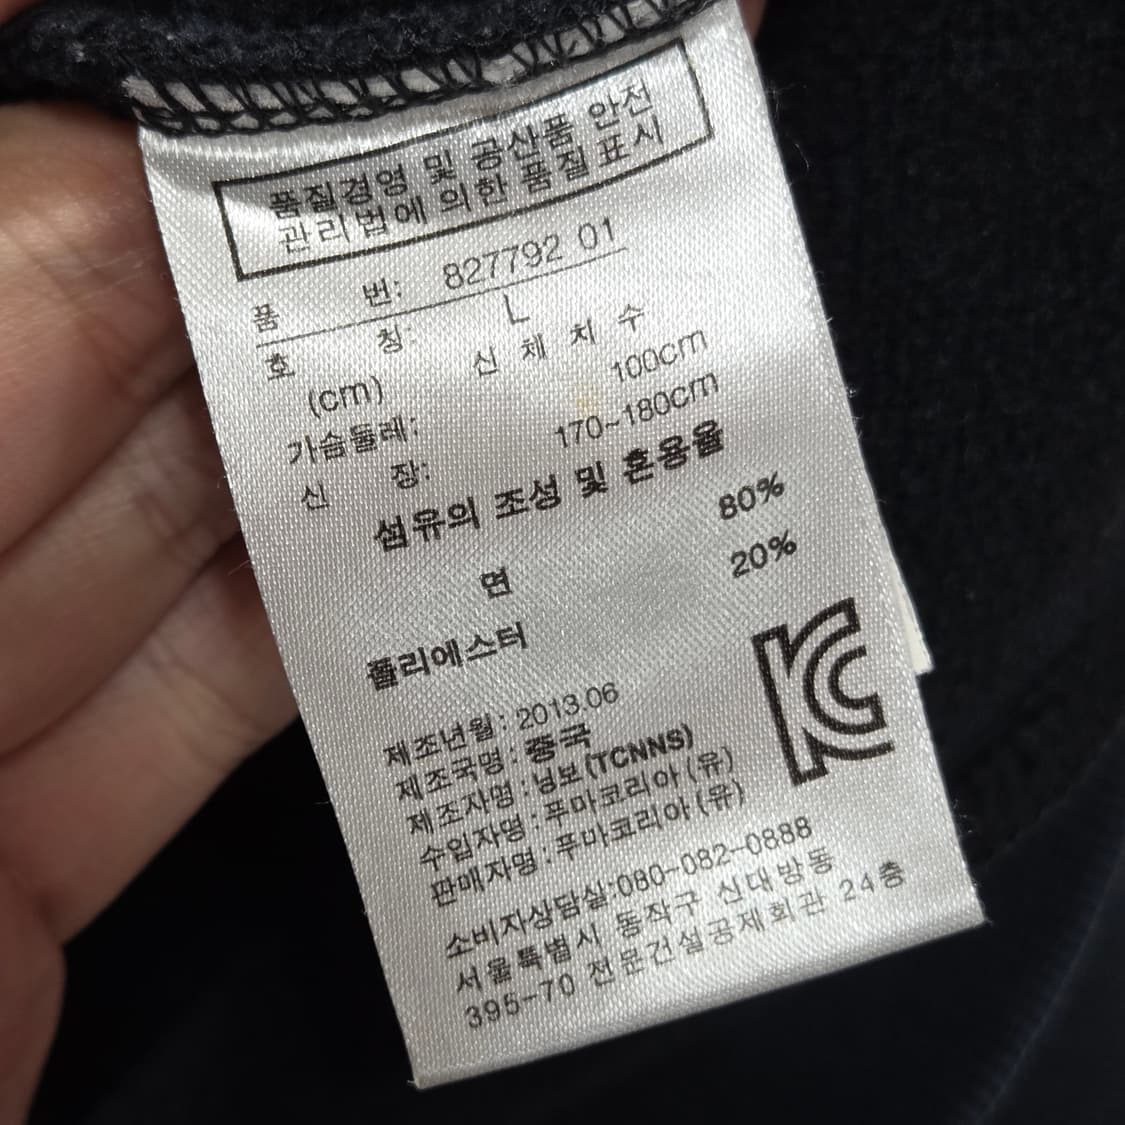 품질경영 및 공산품 안전
관리법에 의한 품질표시
품 번: 827792 01
호 칭: L
(cm) 신 체 치 수
가슴둘레: 100cm
신 장: 170~180cm
섬유의 조성 및 혼용율
면 80%
폴리에스터 20%
제조년월: 2013.06
제조국명: 중국
제조자명: 닝보(TCNNS)
수입자명: 푸마코리아(유)
판매자명: 푸마코리아(유)
소비자상담실:080-082-0888
서울특별시 동작구 신대방동
395-70 전문건설공제회관 24층
KC